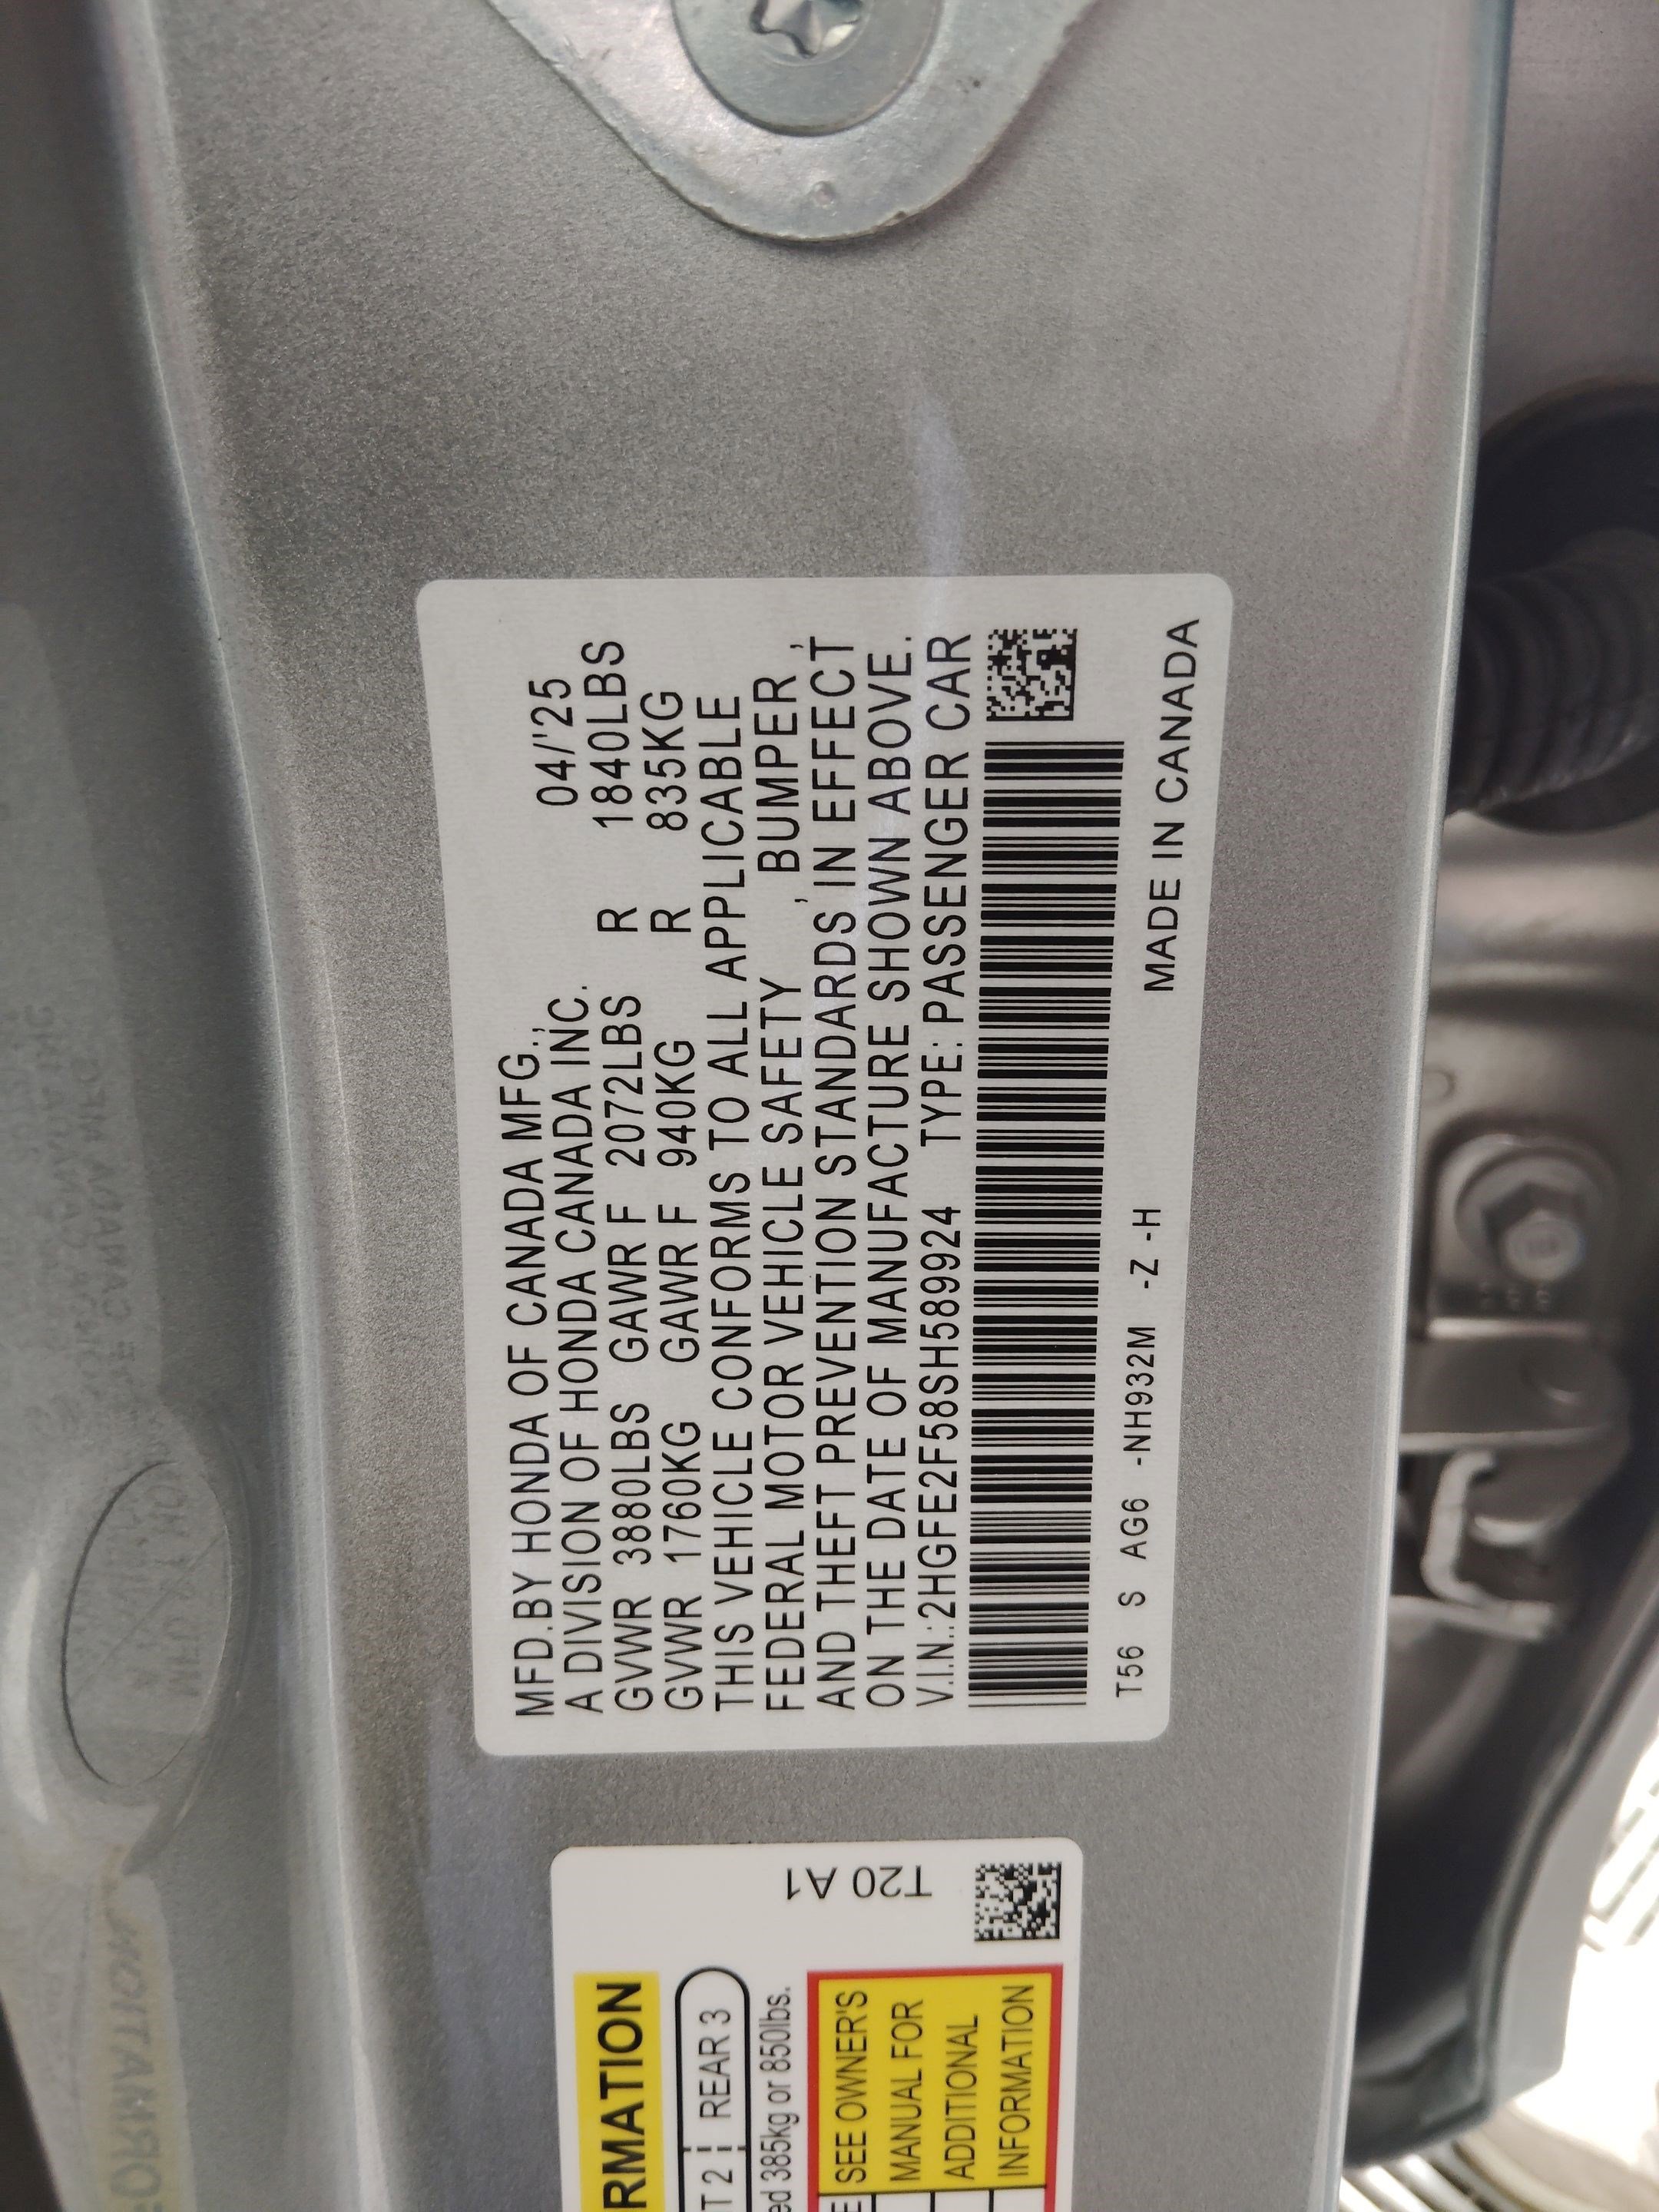 MFD.BY HONDA OF CANADA MFG.,
A DIVISION OF HONDA CANADA INC. 04/'25
GVWR 3880LBS GAWR F 2072LBS R 1840LBS
GVWR 1760KG GAWR F 940KG R 835KG
THIS VEHICLE CONFORMS TO ALL APPLICABLE
FEDERAL MOTOR VEHICLE SAFETY , BUMPER ,
AND THEFT PREVENTION STANDARDS IN EFFECT
ON THE DATE OF MANUFACTURE SHOWN ABOVE.
V.I.N.:2HGFE2F58SH589924 TYPE: PASSENGER CAR
T56 S AG6 -NH932M -Z -H MADE IN CANADA
T20 A1
RMATION
T 2 REAR 3
ed 385kg or 850lbs.
E SEE OWNER'S
MANUAL FOR
ADDITIONAL
INFORMATION